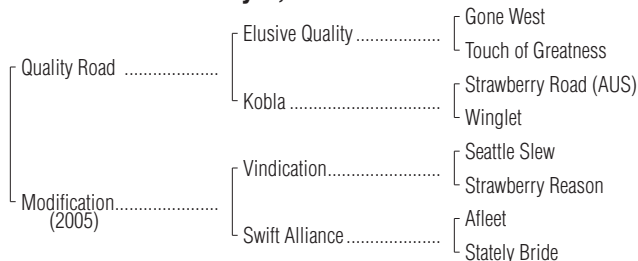 Gone West
Elusive Quality ..................
Touch of Greatness
Quality Road ....................
Strawberry Road (AUS)
Kobla ................................
Winglet
Seattle Slew
Vindication........................
Strawberry Reason
Modification......................
(2005)
Afleet
Swift Alliance ....................
Stately Bride